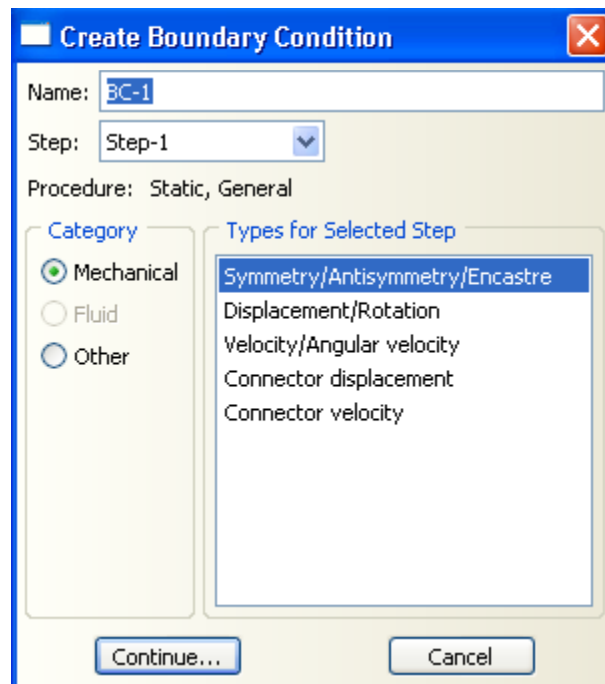 Create Boundary Condition
Name: BC-1
Step: Step-1
Procedure: Static, General
Category
Mechanical
Fluid
Other
Types for Selected Step
Symmetry/Antisymmetry/Encastre
Displacement/Rotation
Velocity/Angular velocity
Connector displacement
Connector velocity
Continue... Cancel